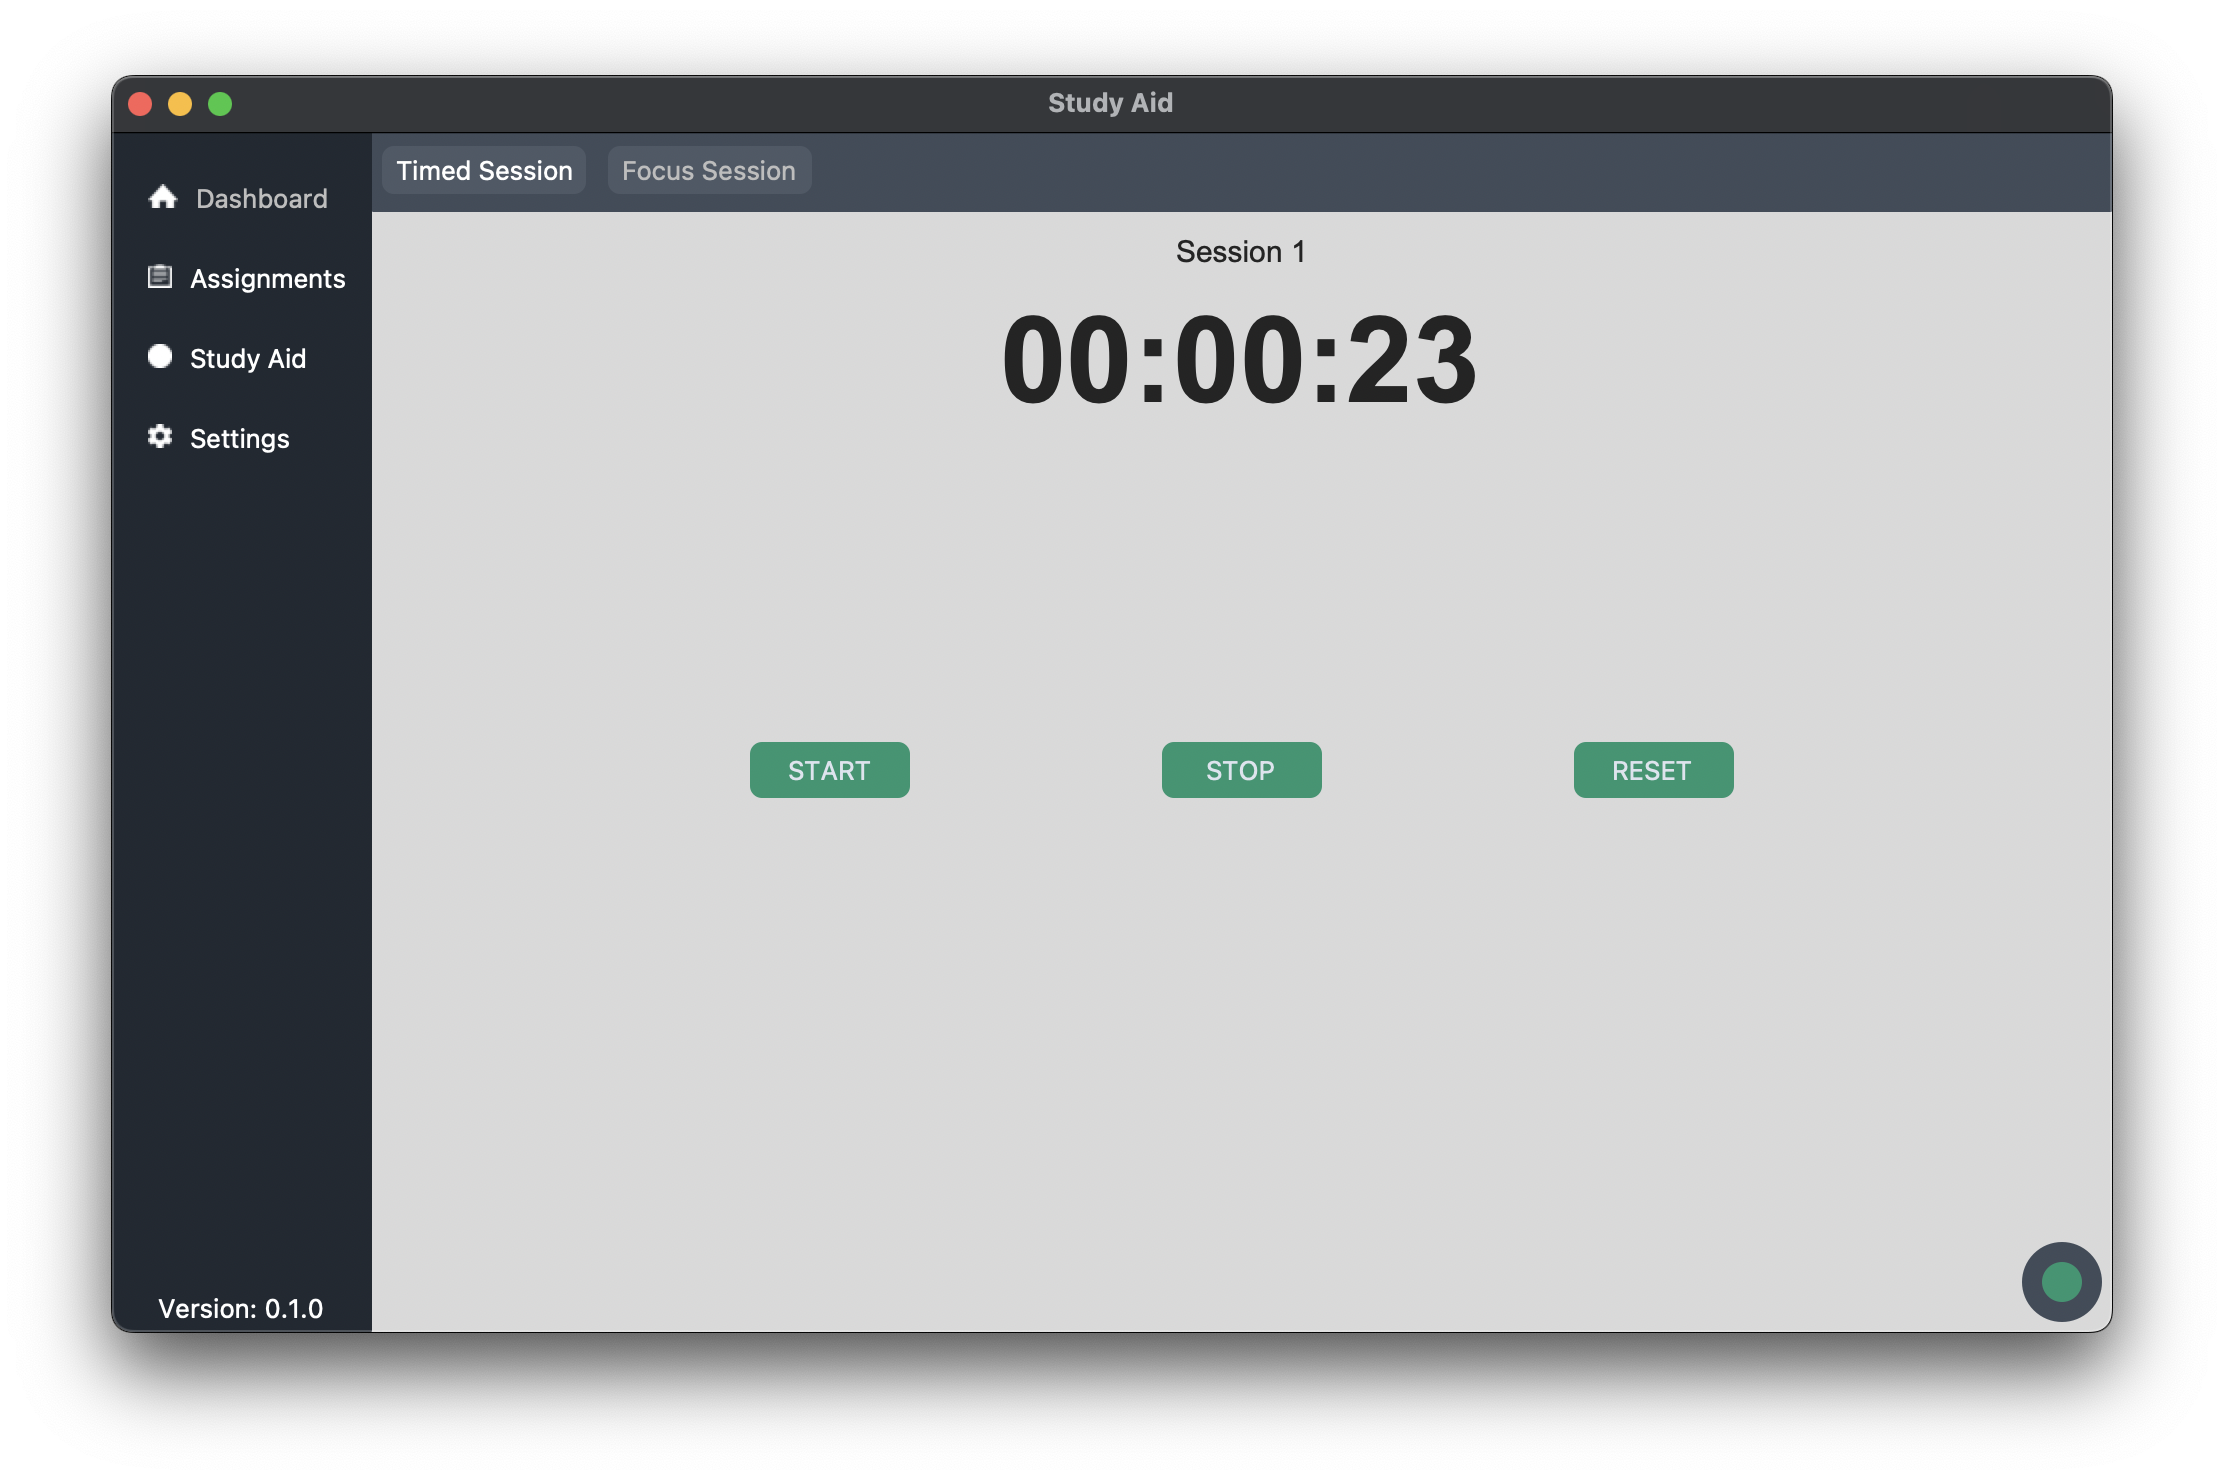 Study Aid
Timed Session
Focus Session
Dashboard
Assignments
Study Aid
Settings
Session 1
00:00:23
START
STOP
RESET
Version: 0.1.0